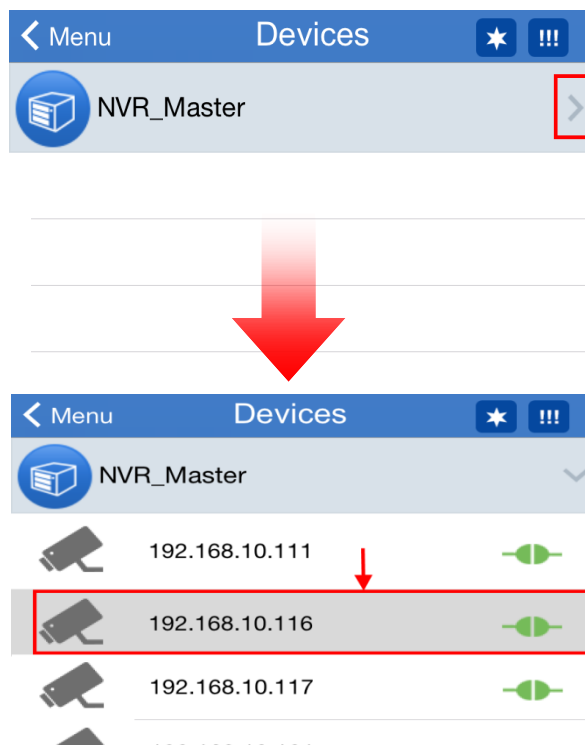 Menu Devices !!!
NVR_Master
Menu Devices !!!
NVR_Master
192.168.10.111
192.168.10.116
192.168.10.117